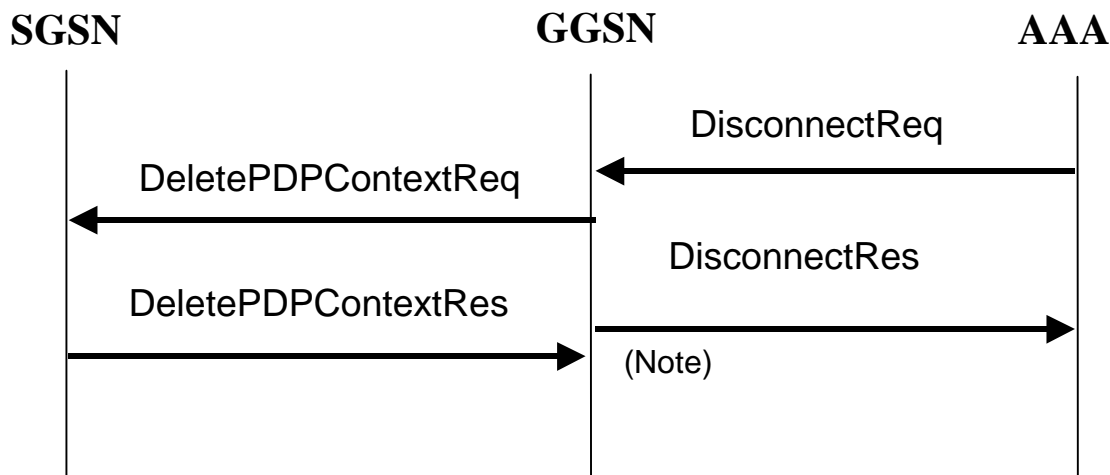 SGSN
GGSN
AAA
DisconnectReq
DeletePDPContextReq
DisconnectRes
DeletePDPContextRes
(Note)